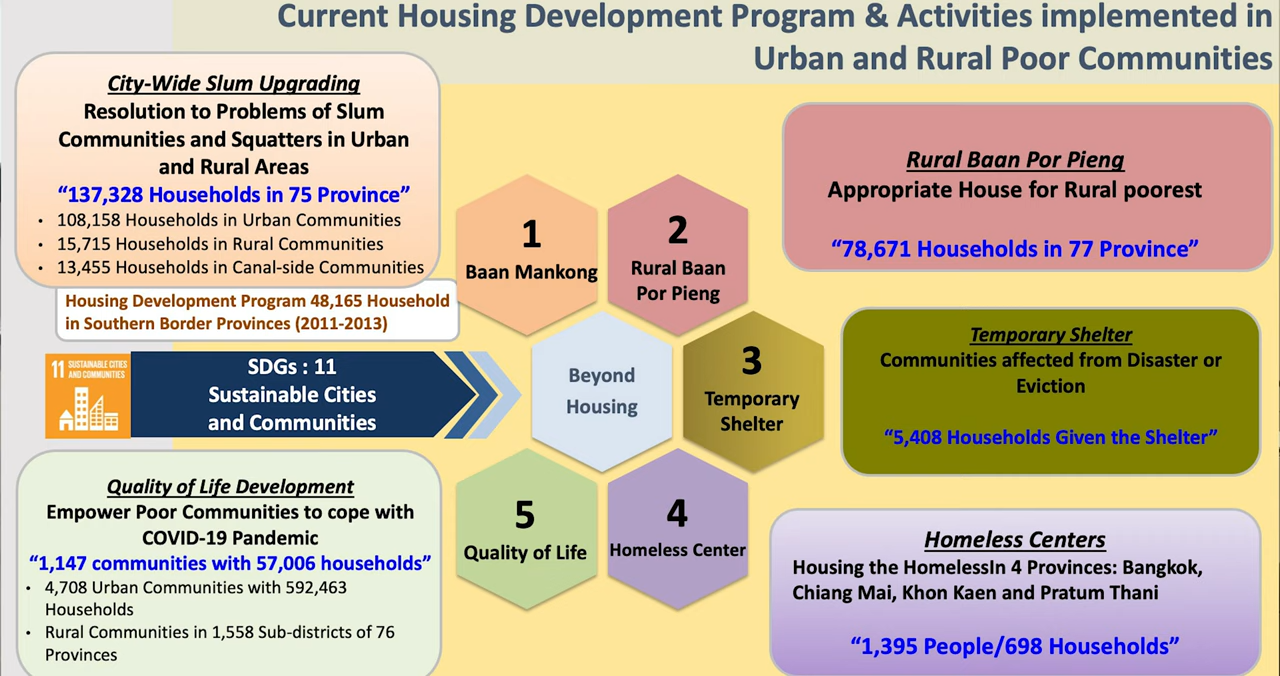 Current Housing Development Program & Activities implemented in
Urban and Rural Poor Communities
City-Wide Slum Upgrading
Resolution to Problems of Slum
Communities and Squatters in Urban
and Rural Areas
“137,328 Households in 75 Province”
• 108,158 Households in Urban Communities
• 15,715 Households in Rural Communities
• 13,455 Households in Canal-side Communities
Housing Development Program 48,165 Household
in Southern Border Provinces (2011-2013)
11 SUSTAINABLE CITIES
AND COMMUNITIES
SDGs : 11
Sustainable Cities
and Communities
Quality of Life Development
Empower Poor Communities to cope with
COVID-19 Pandemic
“1,147 communities with 57,006 households”
• 4,708 Urban Communities with 592,463
Households
• Rural Communities in 1,558 Sub-districts of 76
Provinces
1
Baan Mankong
2
Rural Baan
Por Pieng
Beyond
Housing
3
Temporary
Shelter
5
Quality of Life
4
Homeless Center
Rural Baan Por Pieng
Appropriate House for Rural poorest
“78,671 Households in 77 Province”
Temporary Shelter
Communities affected from Disaster or
Eviction
“5,408 Households Given the Shelter”
Homeless Centers
Housing the HomelessIn 4 Provinces: Bangkok,
Chiang Mai, Khon Kaen and Pratum Thani
“1,395 People/698 Households”